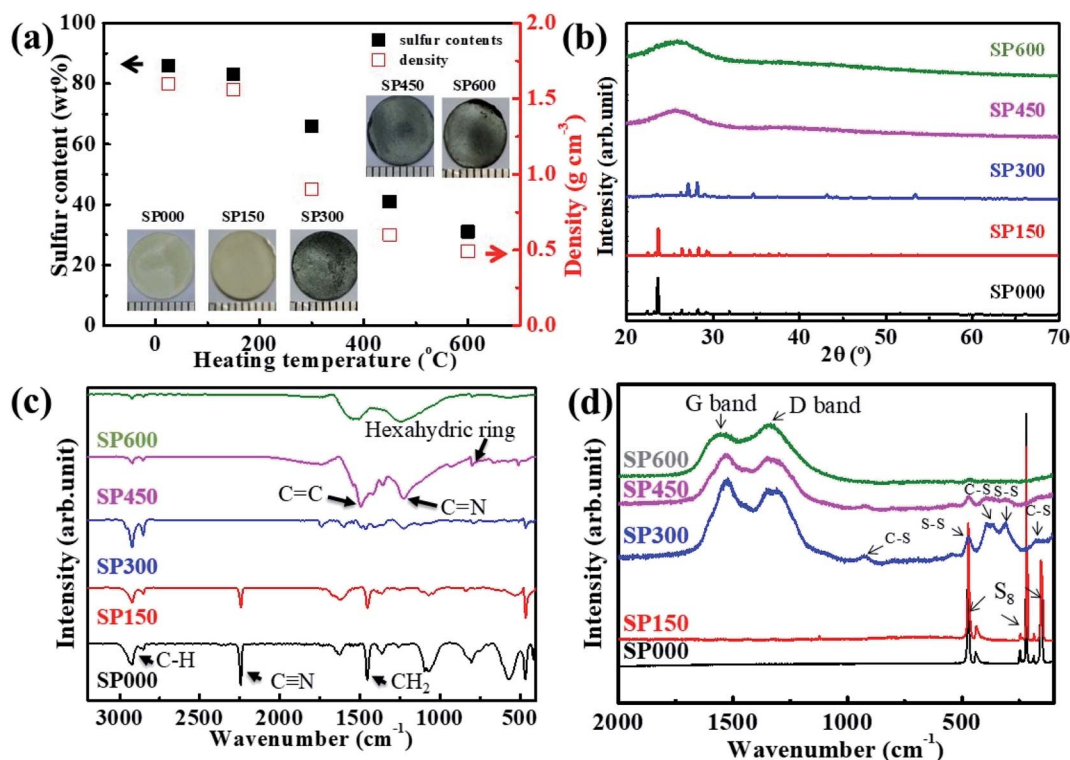 (a)
100
80
60
40
20
0
Sulfur content (wt%)
sulfur contents
density
SP450 SP600
SP000 SP150 SP300
2.0
1.5
1.0
0.5
0.0
Density (g cm⁻³)
0 200 400 600
Heating temperature (°C)
(b)
Intensity (arb.unit)
SP600
SP450
SP300
SP150
SP000
20 30 40 50 60 70
2θ (°)
(c)
Intensity (arb.unit)
SP600
Hexahydric ring
SP450
C=C
C=N
SP300
SP150
C-H
SP000
C≡N
CH₂
3000 2500 2000 1500 1000 500
Wavenumber (cm⁻¹)
(d)
Intensity (arb.unit)
G band
D band
SP600
SP450
C-S
S-S
SP300
C-S
S-S
C-S
S₈
SP150
SP000
2000 1500 1000 500
Wavenumber (cm⁻¹)